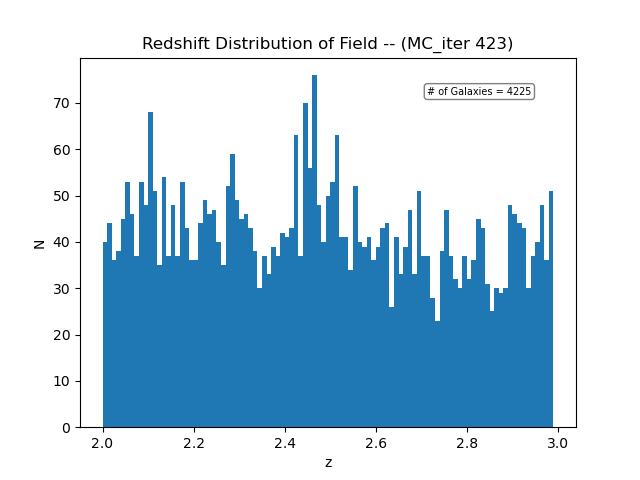 Redshift Distribution of Field -- (MC_iter 423)
# of Galaxies = 4225
70
60
50
N
40
30
20
10
0
2.0 2.2 2.4 2.6 2.8 3.0
z